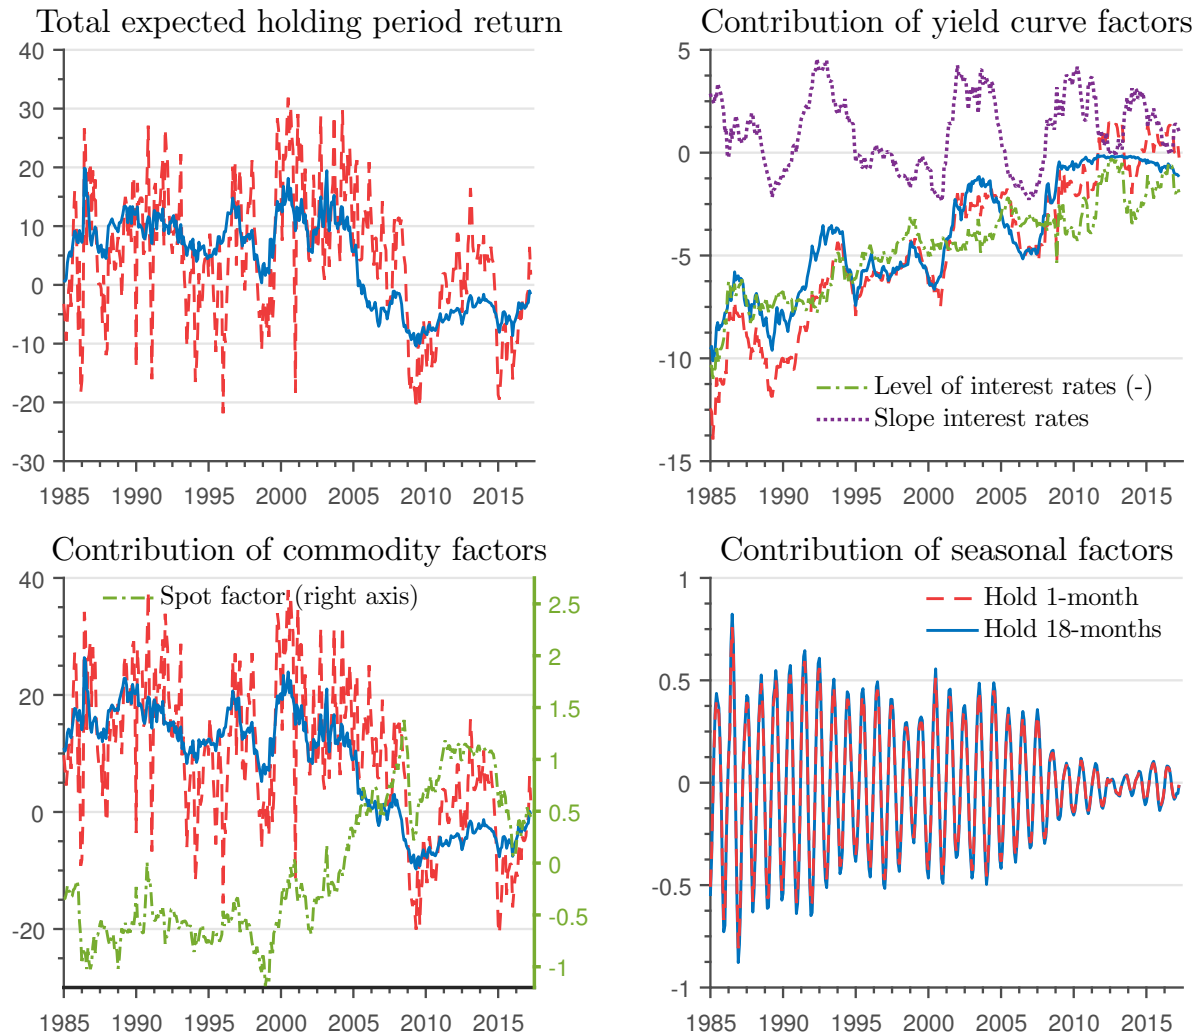 Total expected holding period return
40
30
20
10
0
-10
-20
-30
1985 1990 1995 2000 2005 2010 2015
Contribution of yield curve factors
5
0
-5
-10
-15
Level of interest rates (-)
Slope interest rates
1985 1990 1995 2000 2005 2010 2015
Contribution of commodity factors
40
20
0
-20
Spot factor (right axis)
2.5
2
1.5
1
0.5
0
-0.5
-1
1985 1990 1995 2000 2005 2010 2015
Contribution of seasonal factors
1
0.5
0
-0.5
-1
Hold 1-month
Hold 18-months
1985 1990 1995 2000 2005 2010 2015